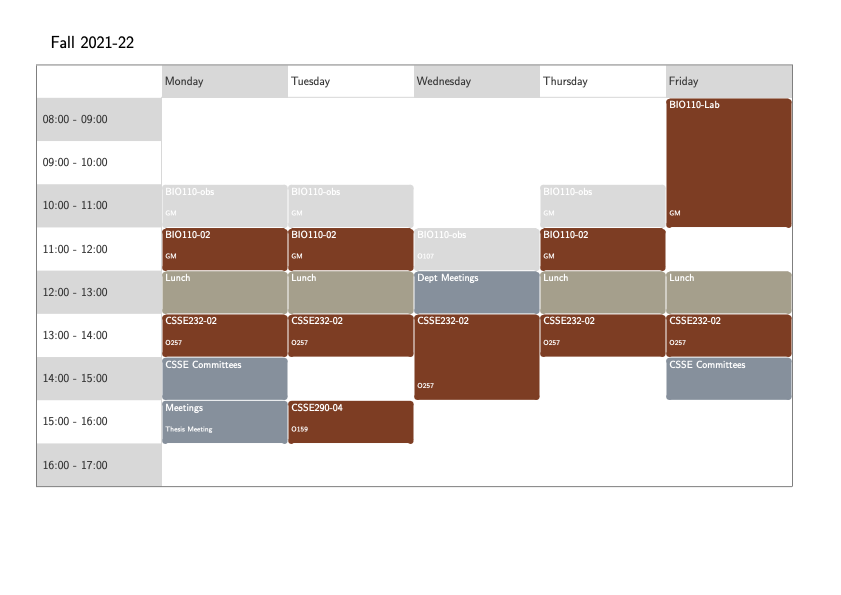 Fall 2021-22
Monday Tuesday Wednesday Thursday Friday
08:00 - 09:00 BIO110-Lab
09:00 - 10:00
10:00 - 11:00 BIO110-obs BIO110-obs BIO110-obs
GM GM GM GM
11:00 - 12:00 BIO110-02 BIO110-02 BIO110-obs BIO110-02
GM GM O107 GM
12:00 - 13:00 Lunch Lunch Dept Meetings Lunch Lunch
13:00 - 14:00 CSSE232-02 CSSE232-02 CSSE232-02 CSSE232-02 CSSE232-02
O257 O257 O257 O257
14:00 - 15:00 CSSE Committees CSSE Committees
O257
15:00 - 16:00 Meetings CSSE290-04
Thesis Meeting O159
16:00 - 17:00